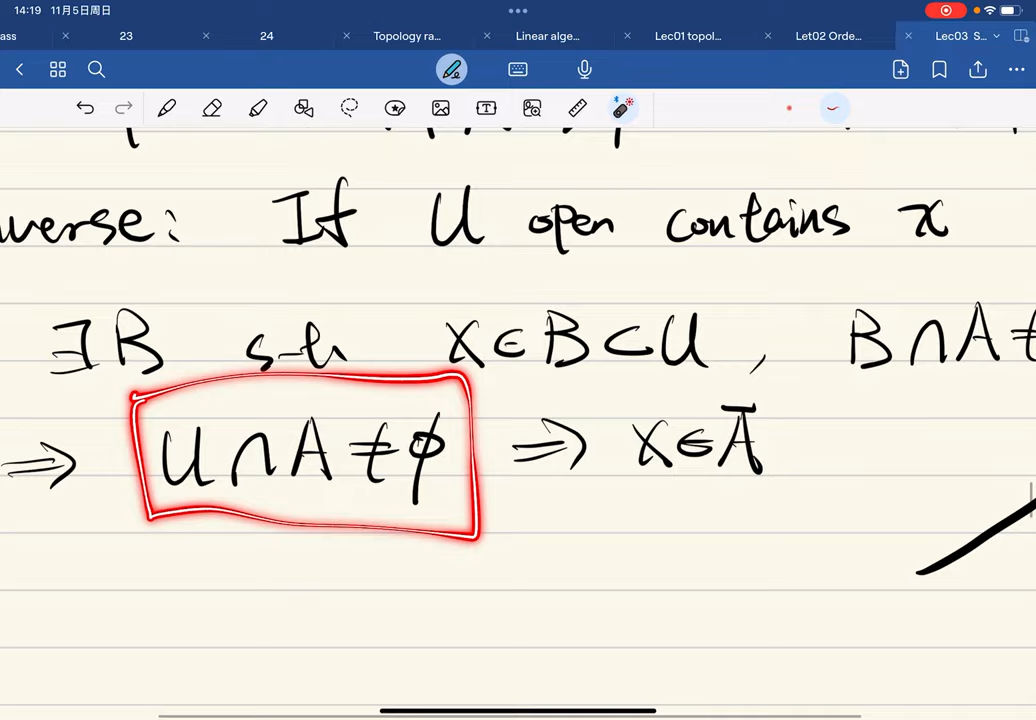 14:19 11月5日周日
ass 23 24 Topology ra... Linear alge... Lec01 topol... Let02 Orde... Lec03 S...
verse: If U open contains x
∃B s.th x∈B⊂U, B∩A≠
⇒ U∩A≠ϕ ⇒ x∈Ā